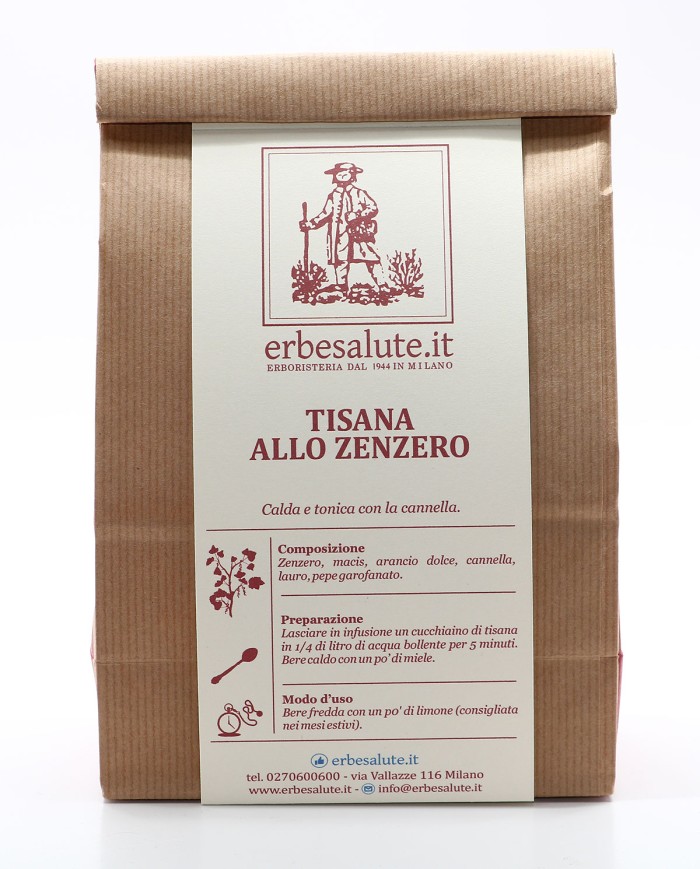 erbesalute.it
ERBORISTERIA DAL 1944 IN MILANO
TISANA
ALLO ZENZERO
Calda e tonica con la cannella.
Composizione
Zenzero, macis, arancio dolce, cannella,
lauro, pepe garofanato.
Preparazione
Lasciare in infusione un cucchiaino di tisana
in 1/4 di litro di acqua bollente per 5 minuti.
Bere caldo con un po' di miele.
Modo d'uso
Bere fredda con un po' di limone (consigliata
nei mesi estivi).
erbesalute.it
tel. 0270600600 - via Vallazze 116 Milano
www.erbesalute.it - info@erbesalute.it